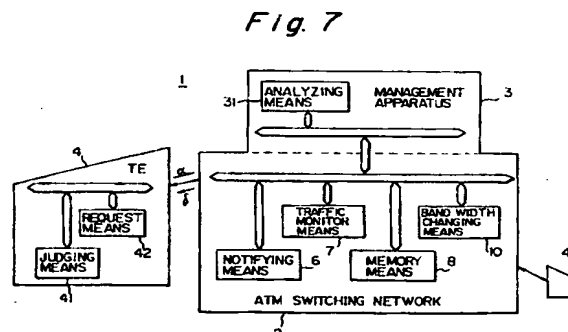 Fig. 7
1
31
ANALYZING
MEANS
MANAGEMENT
APPARATUS
3
4
TE
α
δ
REQUEST
MEANS
42
JUDGING
MEANS
41
TRAFFIC
MONITOR
MEANS
7
BAND WIDTH
CHANGING
MEANS
10
NOTIFYING
MEANS
6
MEMORY
MEANS
8
ATM SWITCHING NETWORK
2
4